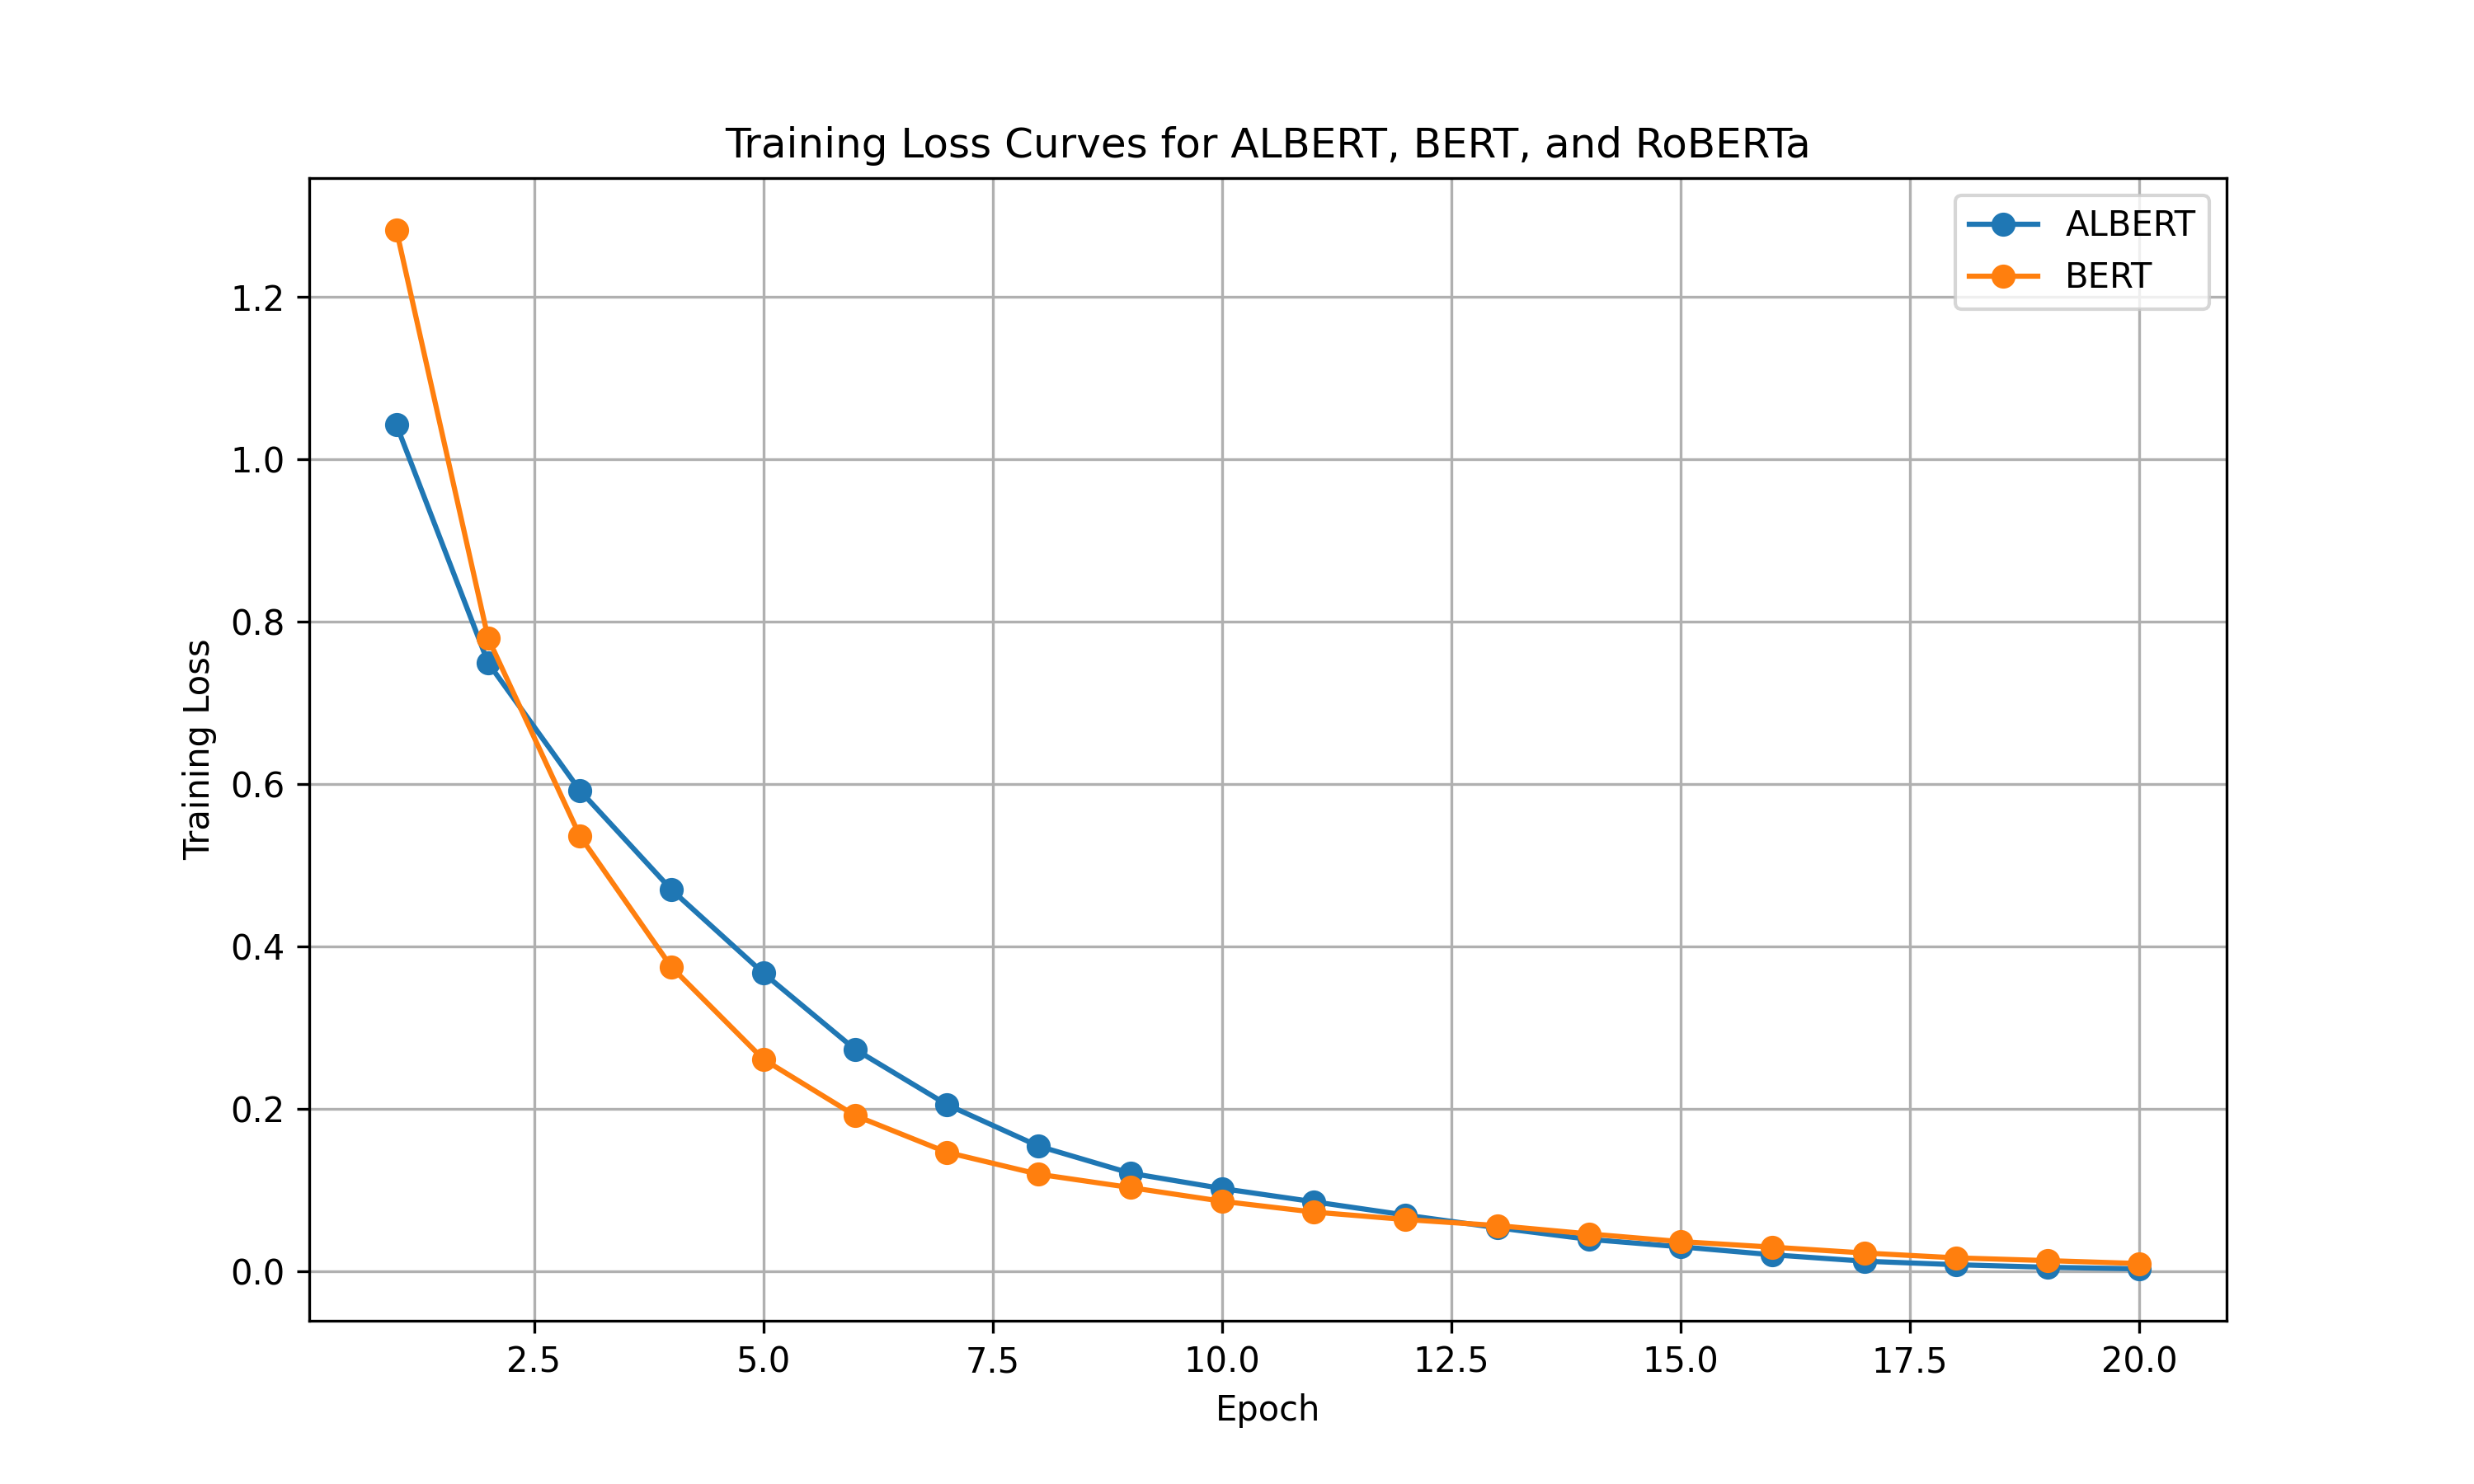 Training Loss Curves for ALBERT, BERT, and RoBERTa
ALBERT
BERT
Training Loss
1.2
1.0
0.8
0.6
0.4
0.2
0.0
2.5 5.0 7.5 10.0 12.5 15.0 17.5 20.0
Epoch